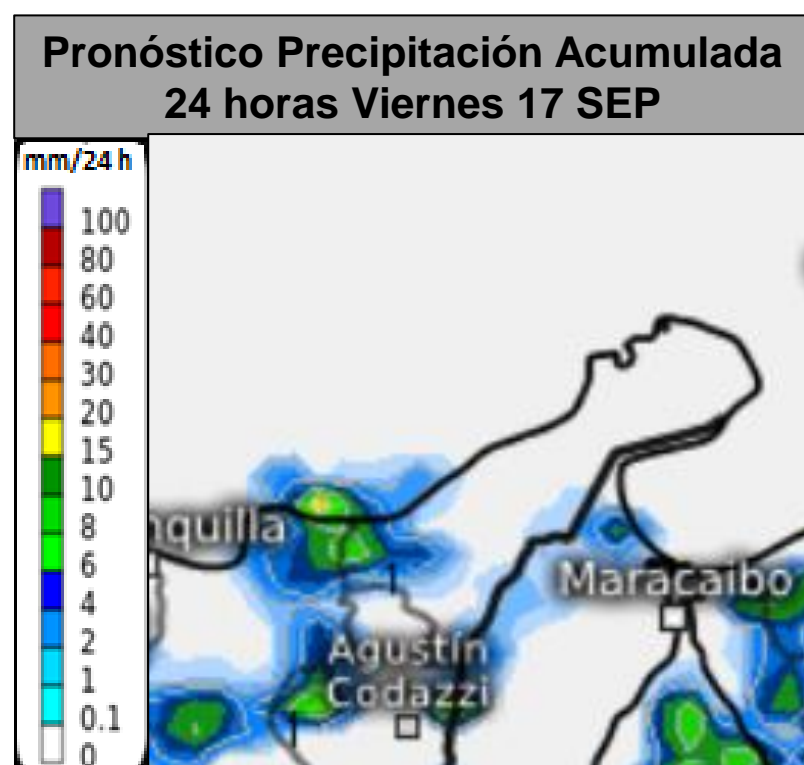 Pronóstico Precipitación Acumulada
24 horas Viernes 17 SEP
mm/24 h
100
80
60
40
30
20
15
10
8
6
4
2
1
0.1
0
nquilla
Maracaibo
Agustín
Codazzi